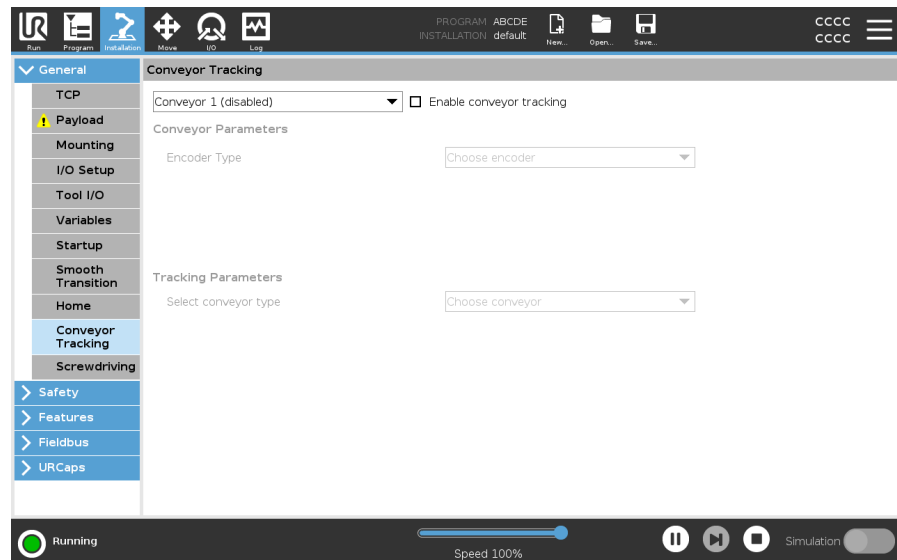 PROGRAM ABCDE
INSTALLATION default
CCCC
CCCC
Run
Program
Installation
Move
I/O
Log
New...
Open...
Save...
General
TCP
Payload
Mounting
I/O Setup
Tool I/O
Variables
Startup
Smooth
Transition
Home
Conveyor
Tracking
Screwdriving
Safety
Features
Fieldbus
URCaps
Conveyor Tracking
Conveyor 1 (disabled)
Enable conveyor tracking
Conveyor Parameters
Encoder Type
Choose encoder
Tracking Parameters
Select conveyor type
Choose conveyor
Running
Speed 100%
Simulation